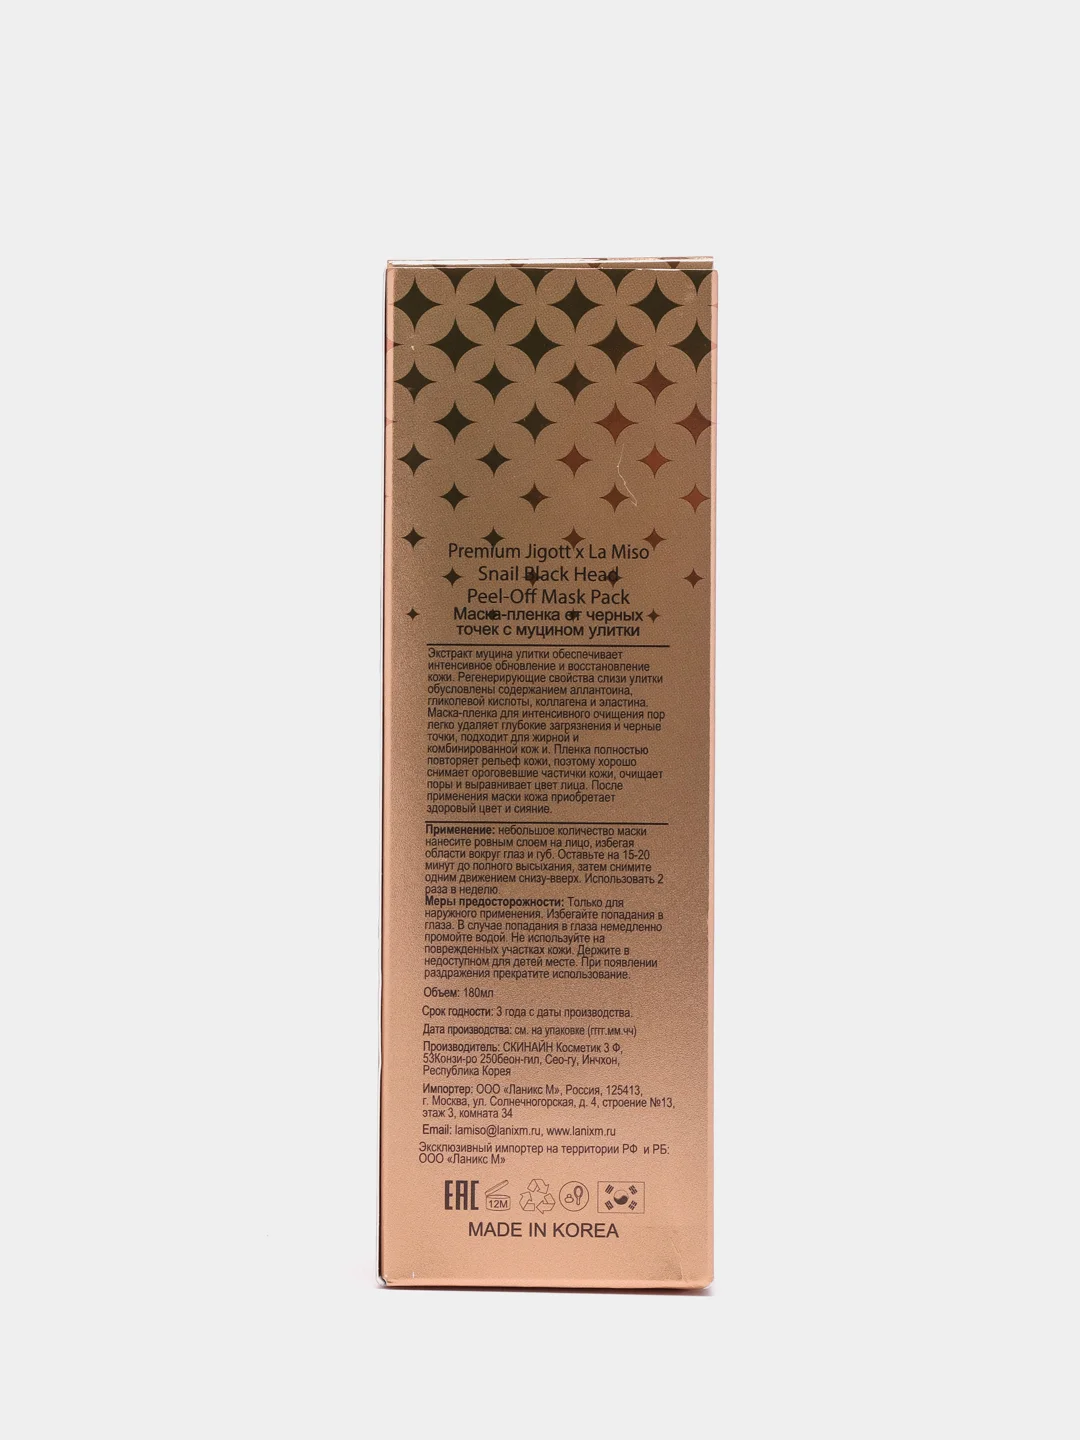 Premium Jigott x La Miso
Snail Black Head
Peel-Off Mask Pack
Маска-пленка от черных
точек с муцином улитки
Экстракт муцина улитки обеспечивает
интенсивное обновление и восстановление
кожи. Регенерирующие свойства слизи улитки
обусловлены содержанием аллантоина,
гликолевой кислоты, коллагена и эластина.
Маска-пленка для интенсивного очищения пор
легко удаляет глубокие загрязнения и черные
точки, подходит для жирной и
комбинированной кож и. Пленка полностью
повторяет рельеф кожи, поэтому хорошо
снимает ороговевшие частички кожи, очищает
поры и выравнивает цвет лица. После
применения маски кожа приобретает
здоровый цвет и сияние.
Применение: небольшое количество маски
нанесите ровным слоем на лицо, избегая
области вокруг глаз и губ. Оставьте на 15-20
минут до полного высыхания, затем снимите
одним движением снизу-вверх. Использовать 2
раза в неделю
Меры предосторожности: Только для
наружного применения. Избегайте попадания в
глаза. В случае попадания в глаза немедленно
промойте водой. Не используйте на
поврежденных участках кожи. Держите в
недоступном для детей месте. При появлении
раздражения прекратите использование.
Объем: 180мл
Срок годности: 3 года с даты производства.
Дата производства: см. на упаковке (гггг.мм.чч)
Производитель: СКИНАЙН Косметик 3 Ф,
53Конзи-ро 250беон-гил, Сео-гу, Инчхон,
Республика Корея
Импортер: ООО «Ланикс М», Россия, 125413,
г. Москва, ул. Солнечногорская, д. 4, строение №13,
этаж 3, комната 34
Email: lamiso@lanixm.ru, www.lanixm.ru
Эксклюзивный импортер на территории РФ и РБ:
ООО «Ланикс М»
EAC 12M
MADE IN KOREA